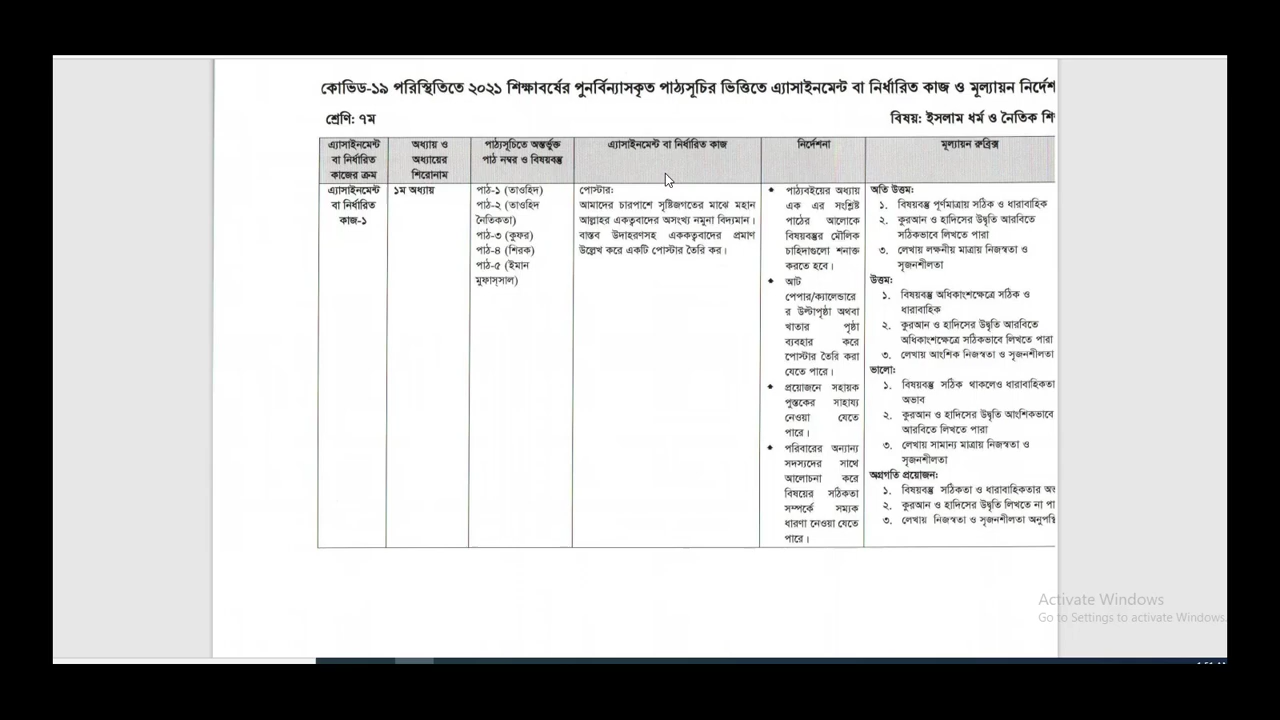 কোভিড-১৯ পরিস্থিতিতে ২০২১ শিক্ষাবর্ষের পুনর্বিন্যাসকৃত পাঠ্যসূচির ভিত্তিতে এ্যাসাইনমেন্ট বা নির্ধারিত কাজ ও মূল্যায়ন নির্দেশ
শ্রেণি: ৭ম
বিষয়: ইসলাম ধর্ম ও নৈতিক শি
এ্যাসাইনমেন্ট
বা নির্ধারিত
কাজের ক্রম
অধ্যায় ও
অধ্যায়ের
শিরোনাম
পাঠ্যসূচিতে অন্তর্ভুক্ত
পাঠ নম্বর ও বিষয়বস্তু
এ্যাসাইনমেন্ট বা নির্ধারিত কাজ
নির্দেশনা
মূল্যায়ন রুব্রিক্স
এ্যাসাইনমেন্ট
বা নির্ধারিত
কাজ-১
১ম অধ্যায়
পাঠ-১ (তাওহিদ)
পাঠ-২ (তাওহিদ
নৈতিকতা)
পাঠ-৩ (কুফর)
পাঠ-৪ (শিরক)
পাঠ-৫ (ইমান
মুফাস্সাল)
পোস্টার:
আমাদের চারপাশে সৃষ্টিজগতের মাঝে মহান
আল্লাহর একত্ববাদের অসংখ্য নমুনা বিদ্যমান।
বাস্তব উদাহরণসহ এককত্ববাদের প্রমাণ
উল্লেখ করে একটি পোস্টার তৈরি কর।
♦ পাঠ্যবইয়ের অধ্যায়
এক এর সংশ্লিষ্ট
পাঠের আলোকে
বিষয়বস্তুর মৌলিক
চাহিদাগুলো শনাক্ত
করতে হবে।
♦ আট
পেপার/ক্যালেন্ডারে
র উল্টাপৃষ্ঠা অথবা
খাতার পৃষ্ঠা
ব্যবহার করে
পোস্টার তৈরি করা
যেতে পারে।
♦ প্রয়োজনে সহায়ক
পুস্তকের সাহায্য
নেওয়া যেতে
পারে।
♦ পরিবারের অন্যান্য
সদস্যদের সাথে
আলোচনা করে
বিষয়ের সঠিকতা
সম্পর্কে সম্যক
ধারণা নেওয়া যেতে
পারে।
অতি উত্তম:
১. বিষয়বস্তু পূর্ণমাত্রায় সঠিক ও ধারাবাহিক
২. কুরআন ও হাদিসের উদ্ধৃতি আরবিতে
সঠিকভাবে লিখতে পারা
৩. লেখায় লক্ষনীয় মাত্রায় নিজস্বতা ও
সৃজনশীলতা
উত্তম:
১. বিষয়বস্তু অধিকাংশক্ষেত্রে সঠিক ও
ধারাবাহিক
২. কুরআন ও হাদিসের উদ্ধৃতি আরবিতে
অধিকাংশক্ষেত্রে সঠিকভাবে লিখতে পারা
৩. লেখায় আংশিক নিজস্বতা ও সৃজনশীলতা
ভালো:
১. বিষয়বস্তু সঠিক থাকলেও ধারাবাহিকতা
অভাব
২. কুরআন ও হাদিসের উদ্ধৃতি আংশিকভাবে
আরবিতে লিখতে পারা
৩. লেখায় সামান্য মাত্রায় নিজস্বতা ও
সৃজনশীলতা
অগ্রগতি প্রয়োজন:
১. বিষয়বস্তু সঠিকতা ও ধারাবাহিকতার
২. কুরআন ও হাদিসের উদ্ধৃতি লিখতে না পা
৩. লেখায় নিজস্বতা ও সৃজনশীলতা
Activate Windows
Go to Settings to activate Windows.